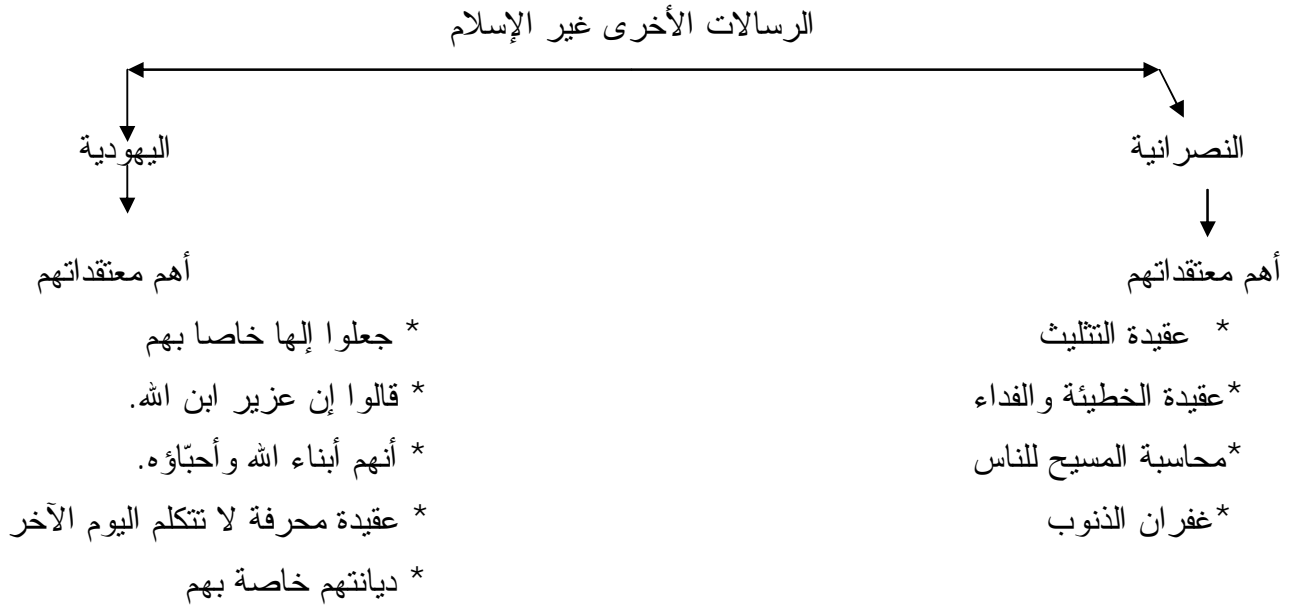 الرسالات الأخرى غير الإسلام
النصرانية
أهم معتقداتهم
* عقيدة التثليث
*عقيدة الخطيئة والفداء
*محاسبة المسيح للناس
*غفران الذنوب
اليهودية
أهم معتقداتهم
* جعلوا إلها خاصا بهم
* قالوا إن عزير ابن الله.
* أنهم أبناء الله وأحبّاؤه.
* عقيدة محرفة لا تتكلم اليوم الآخر
* ديانتهم خاصة بهم